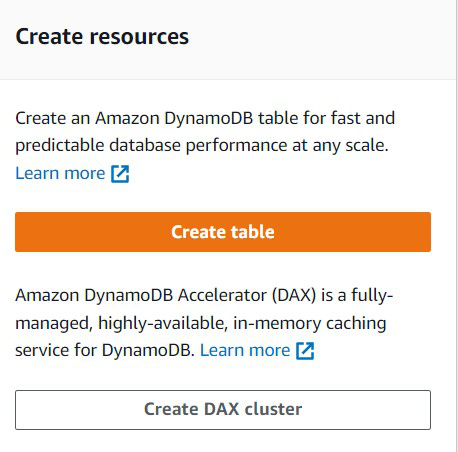 Create resources
Create an Amazon DynamoDB table for fast and
predictable database performance at any scale.
Learn more
Create table
Amazon DynamoDB Accelerator (DAX) is a fully-
managed, highly-available, in-memory caching
service for DynamoDB. Learn more
Create DAX cluster